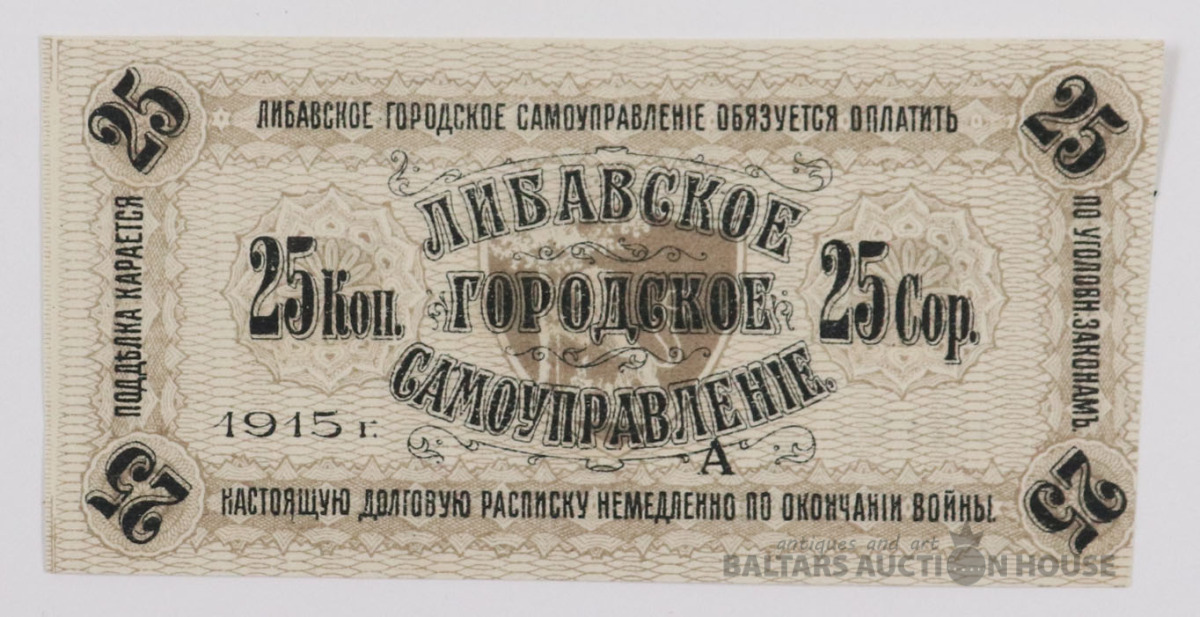 25
25
ЛИБАВСКОЕ ГОРОДСКОЕ САМОУПРАВЛЕНІЕ ОБЯЗУЕТСЯ ОПЛАТИТЬ
ПОДДѢЛКА КАРАЕТСЯ
ЛИБАВСКОЕ
25 Коп.
ГОРОДСКОЕ
25 Сор.
САМОУПРАВЛЕНІЕ.
ПО УГОЛОВН. ЗАКОНАМЪ
1915 г.
А
НАСТОЯЩУЮ ДОЛГОВУЮ РАСПИСКУ НЕМЕДЛЕННО ПО ОКОНЧАНІИ ВОЙНЫ.
25
25
antiques and art
BALTARS AUCTION HOUSE